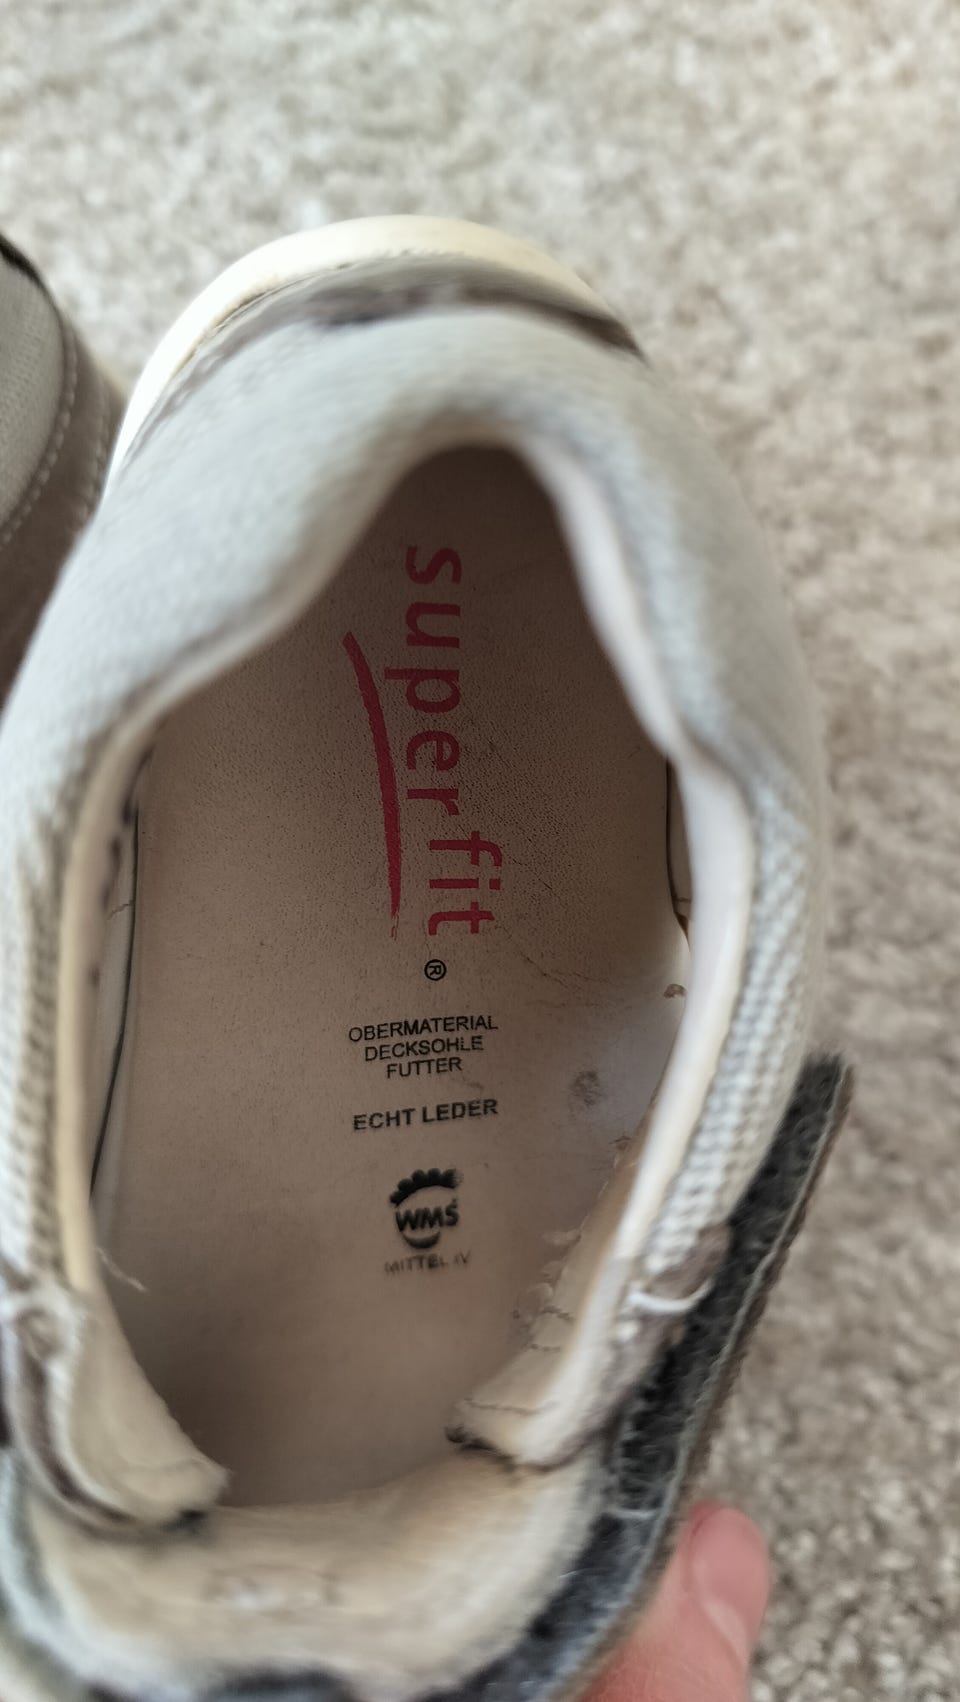 superfit®
OBERMATERIAL
DECKSOHLE
FUTTER
ECHT LEDER
WMS
MITTEL IV